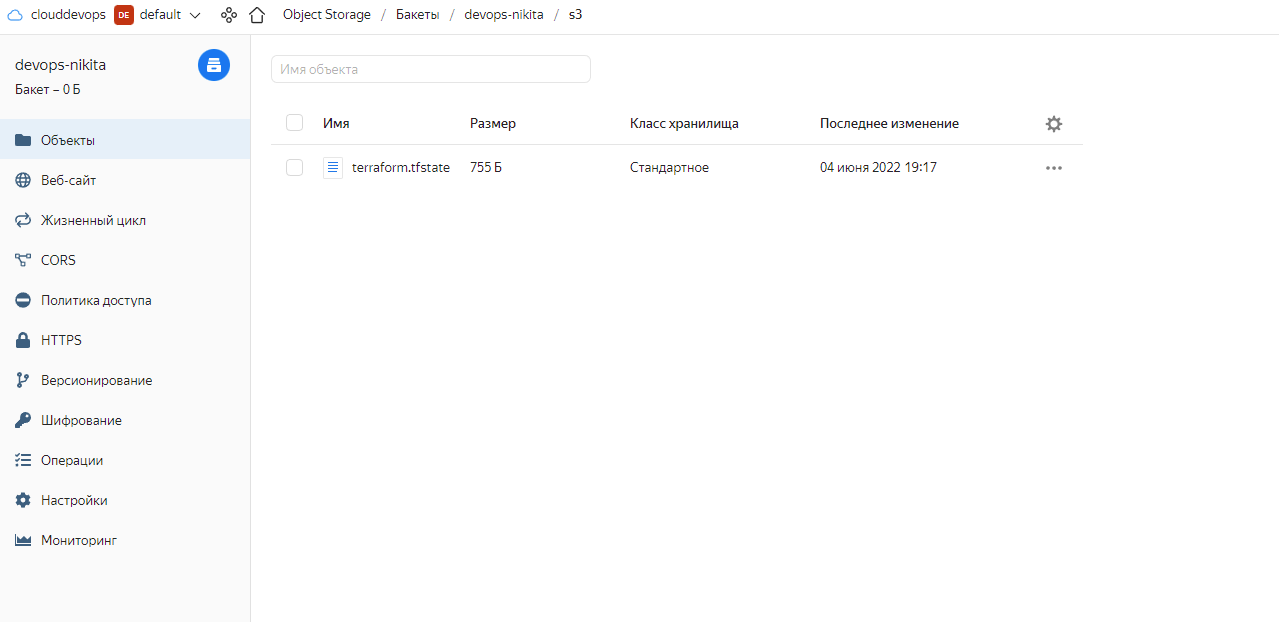 clouddevops DE default Object Storage / Бакеты / devops-nikita / s3
devops-nikita
Бакет – 0 Б
Объекты
Веб-сайт
Жизненный цикл
CORS
Политика доступа
HTTPS
Версионирование
Шифрование
Операции
Настройки
Мониторинг
Имя объекта
Имя Размер Класс хранилища Последнее изменение
terraform.tfstate 755 Б Стандартное 04 июня 2022 19:17